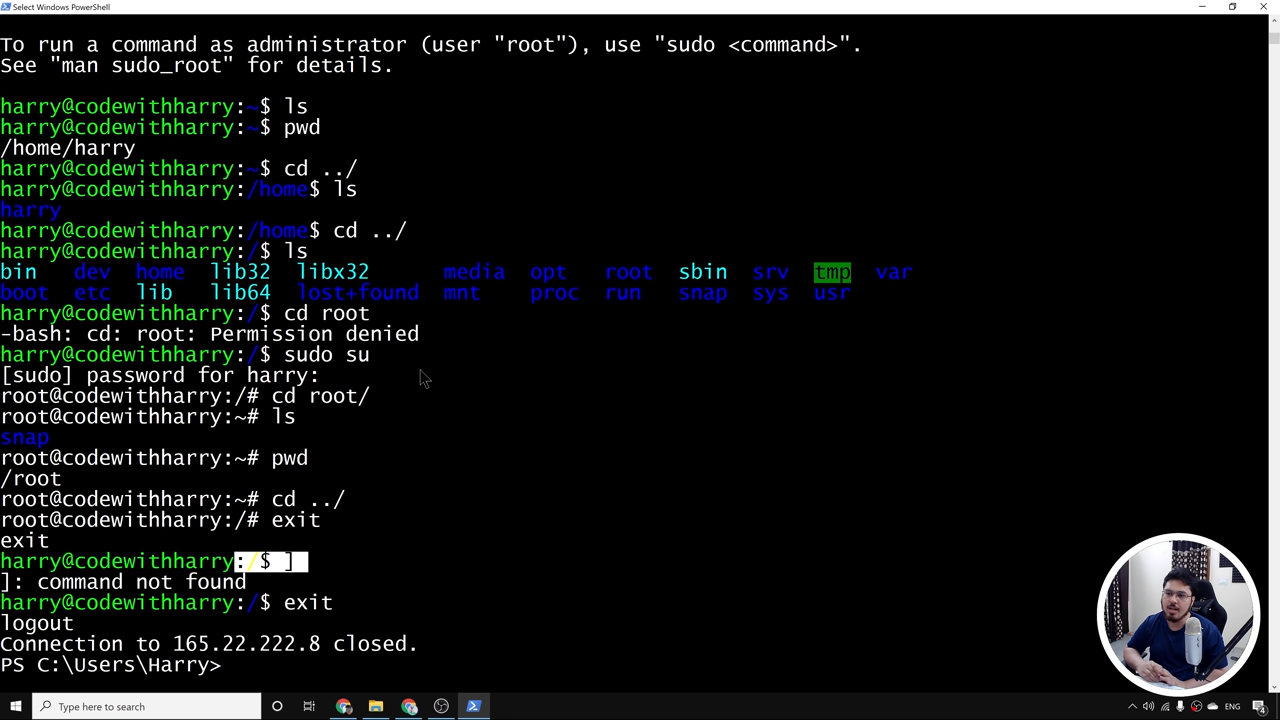 Select Windows PowerShell
To run a command as administrator (user "root"), use "sudo <command>".
See "man sudo_root" for details.
harry@codewithharry:~$ ls
harry@codewithharry:~$ pwd
/home/harry
harry@codewithharry:~$ cd ../
harry@codewithharry:/home$ ls
harry
harry@codewithharry:/home$ cd ../
harry@codewithharry:/$ ls
bin dev home lib32 libx32 media opt root sbin srv tmp var
boot etc lib lib64 lost+found mnt proc run snap sys usr
harry@codewithharry:/$ cd root
-bash: cd: root: Permission denied
harry@codewithharry:/$ sudo su
[sudo] password for harry:
root@codewithharry:/# cd root/
root@codewithharry:~# ls
snap
root@codewithharry:~# pwd
/root
root@codewithharry:~# cd ../
root@codewithharry:/# exit
exit
harry@codewithharry:/$ ]
]: command not found
harry@codewithharry:/$ exit
logout
Connection to 165.22.222.8 closed.
PS C:\Users\Harry>
Type here to search
ENG
4